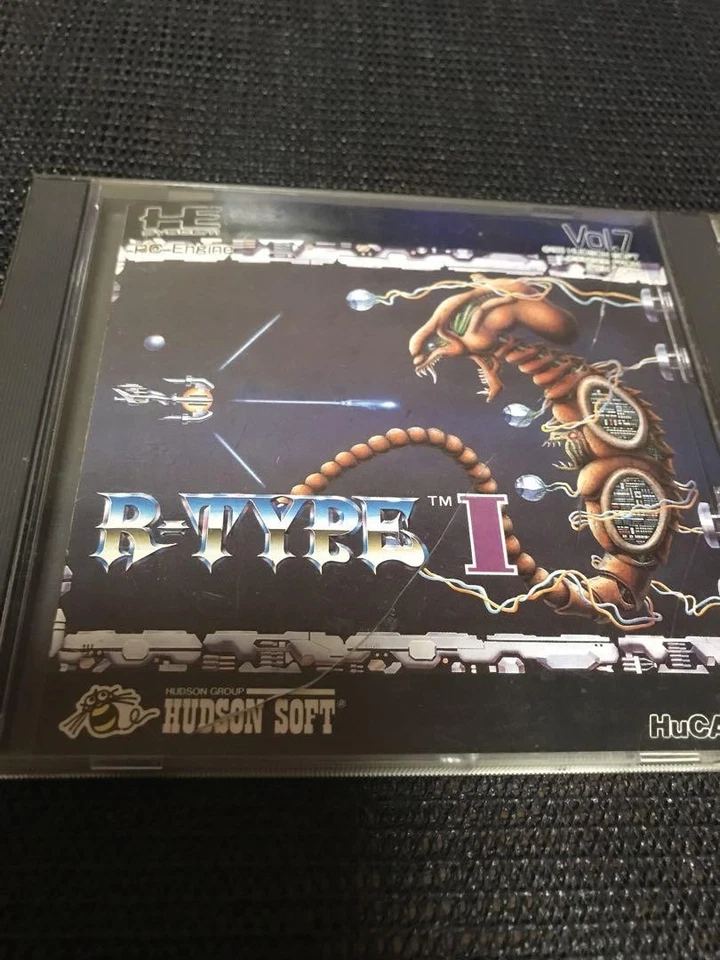 PC-Engine
Vol.7
R-TYPE™ I
HUDSON GROUP
HUDSON SOFT®
HuCA